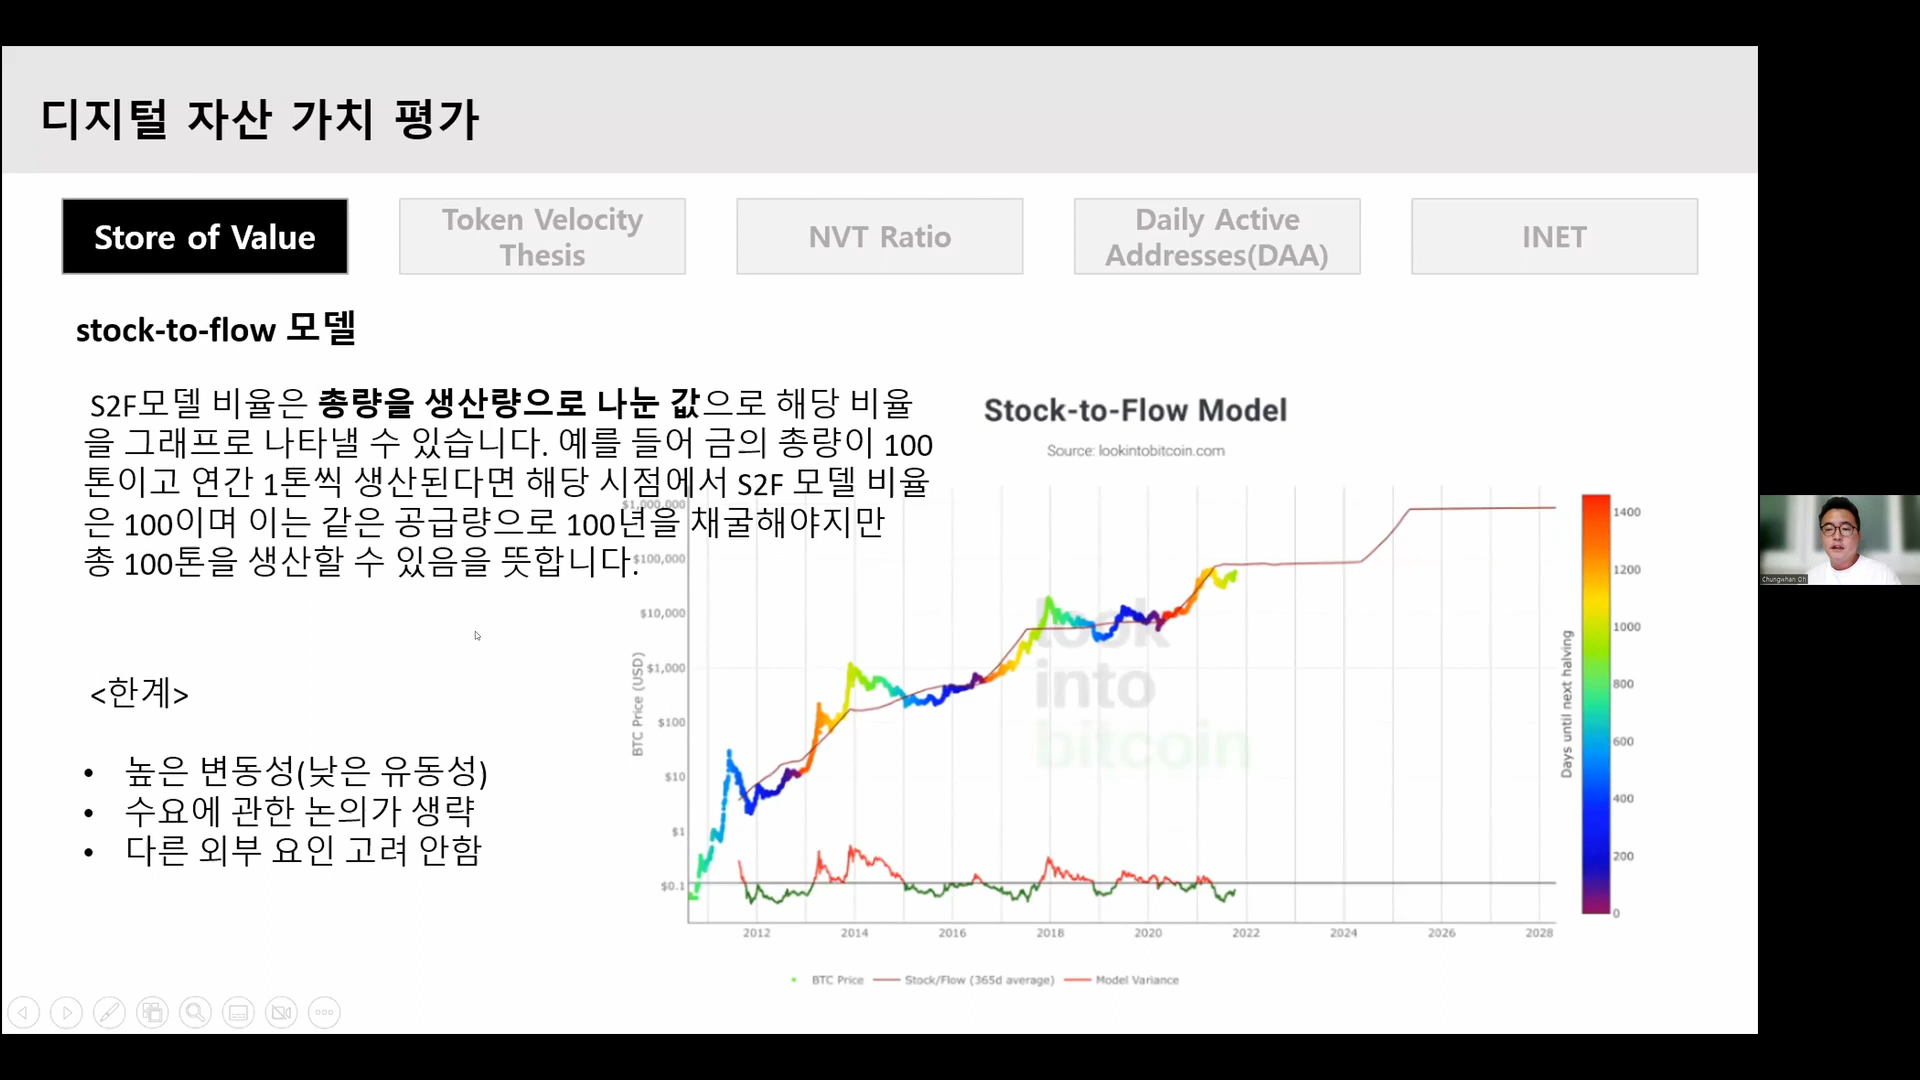 디지털 자산 가치 평가
Store of Value
Token Velocity
Thesis
NVT Ratio
Daily Active
Addresses(DAA)
INET
stock-to-flow 모델
S2F모델 비율은 총량을 생산량으로 나눈 값으로 해당 비율
을 그래프로 나타낼 수 있습니다. 예를 들어 금의 총량이 100
톤이고 연간 1톤씩 생산된다면 해당 시점에서 S2F 모델 비율
은 100이며 이는 같은 공급량으로 100년을 채굴해야지만
총 100톤을 생산할 수 있음을 뜻합니다.
<한계>
• 높은 변동성(낮은 유동성)
• 수요에 관한 논의가 생략
• 다른 외부 요인 고려 안함
Stock-to-Flow Model
Source: lookintobitcoin.com
$1,000,000
$100,000
$10,000
$1,000
$100
$10
$1
$0.1
BTC Price (USD)
look
into
bitcoin
2012 2014 2016 2018 2020 2022 2024 2026 2028
BTC Price Stock/Flow (365d average) Model Variance
Days until next halving
1400
1200
1000
800
600
400
200
0
Chungwhan Oh